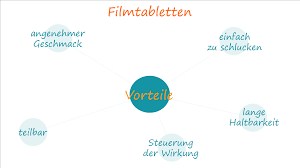 Filmtabletten
angenehmer
Geschmack
einfach
zu schlucken
Vorteile
lange
Haltbarkeit
teilbar
Steuerung
der Wirkung